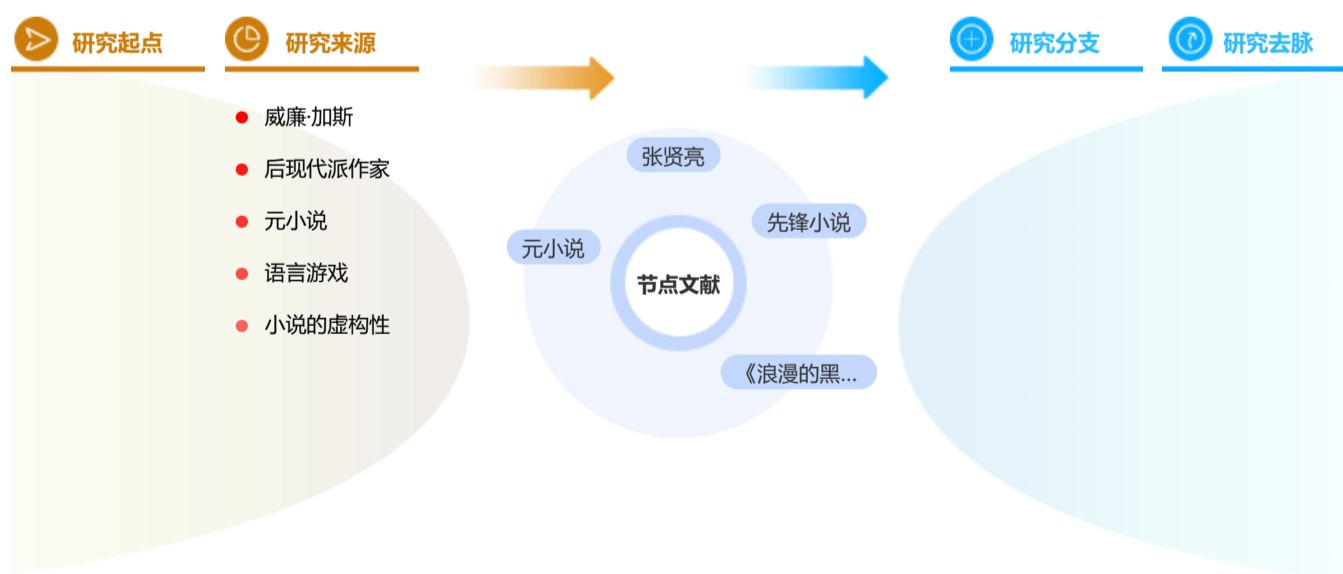 研究起点
研究来源
研究分支
研究去脉
威廉·加斯
后现代派作家
元小说
语言游戏
小说的虚构性
张贤亮
先锋小说
元小说
节点文献
《浪漫的黑...